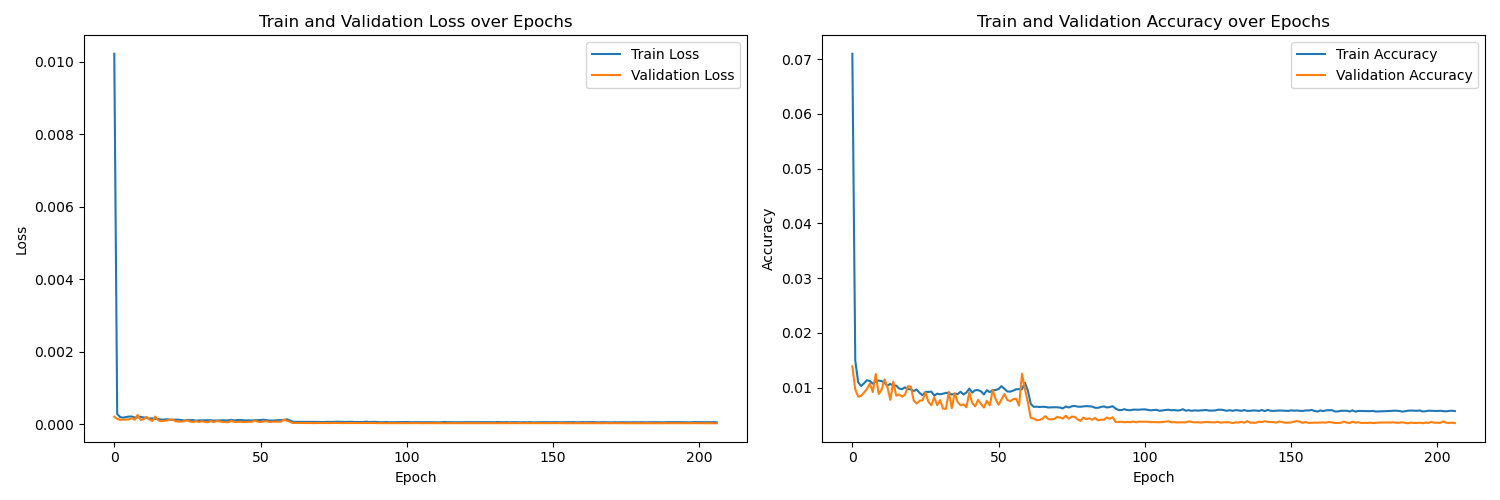 Train and Validation Loss over Epochs
Train Loss
Validation Loss
0.010
0.008
0.006
0.004
0.002
0.000
Loss
0
50
100
150
200
Epoch
Train and Validation Accuracy over Epochs
Train Accuracy
Validation Accuracy
0.07
0.06
0.05
0.04
0.03
0.02
0.01
Accuracy
0
50
100
150
200
Epoch